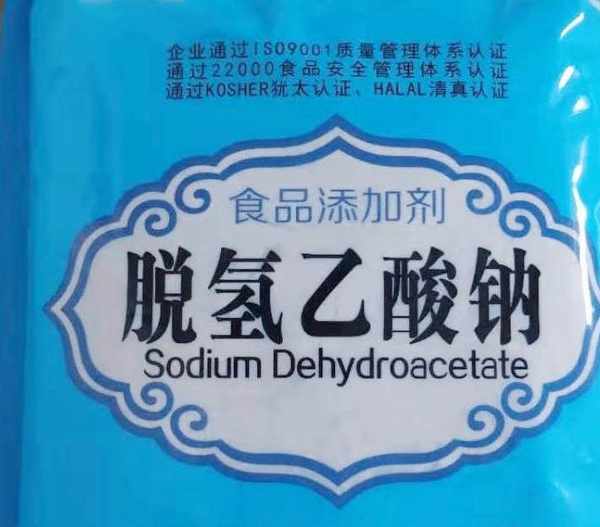 企业通过ISO9001质量管理体系认证
通过22000食品安全管理体系认证
通过KOSHER犹太认证、HALAL清真认证
食品添加剂
脱氢乙酸钠
Sodium Dehydroacetate